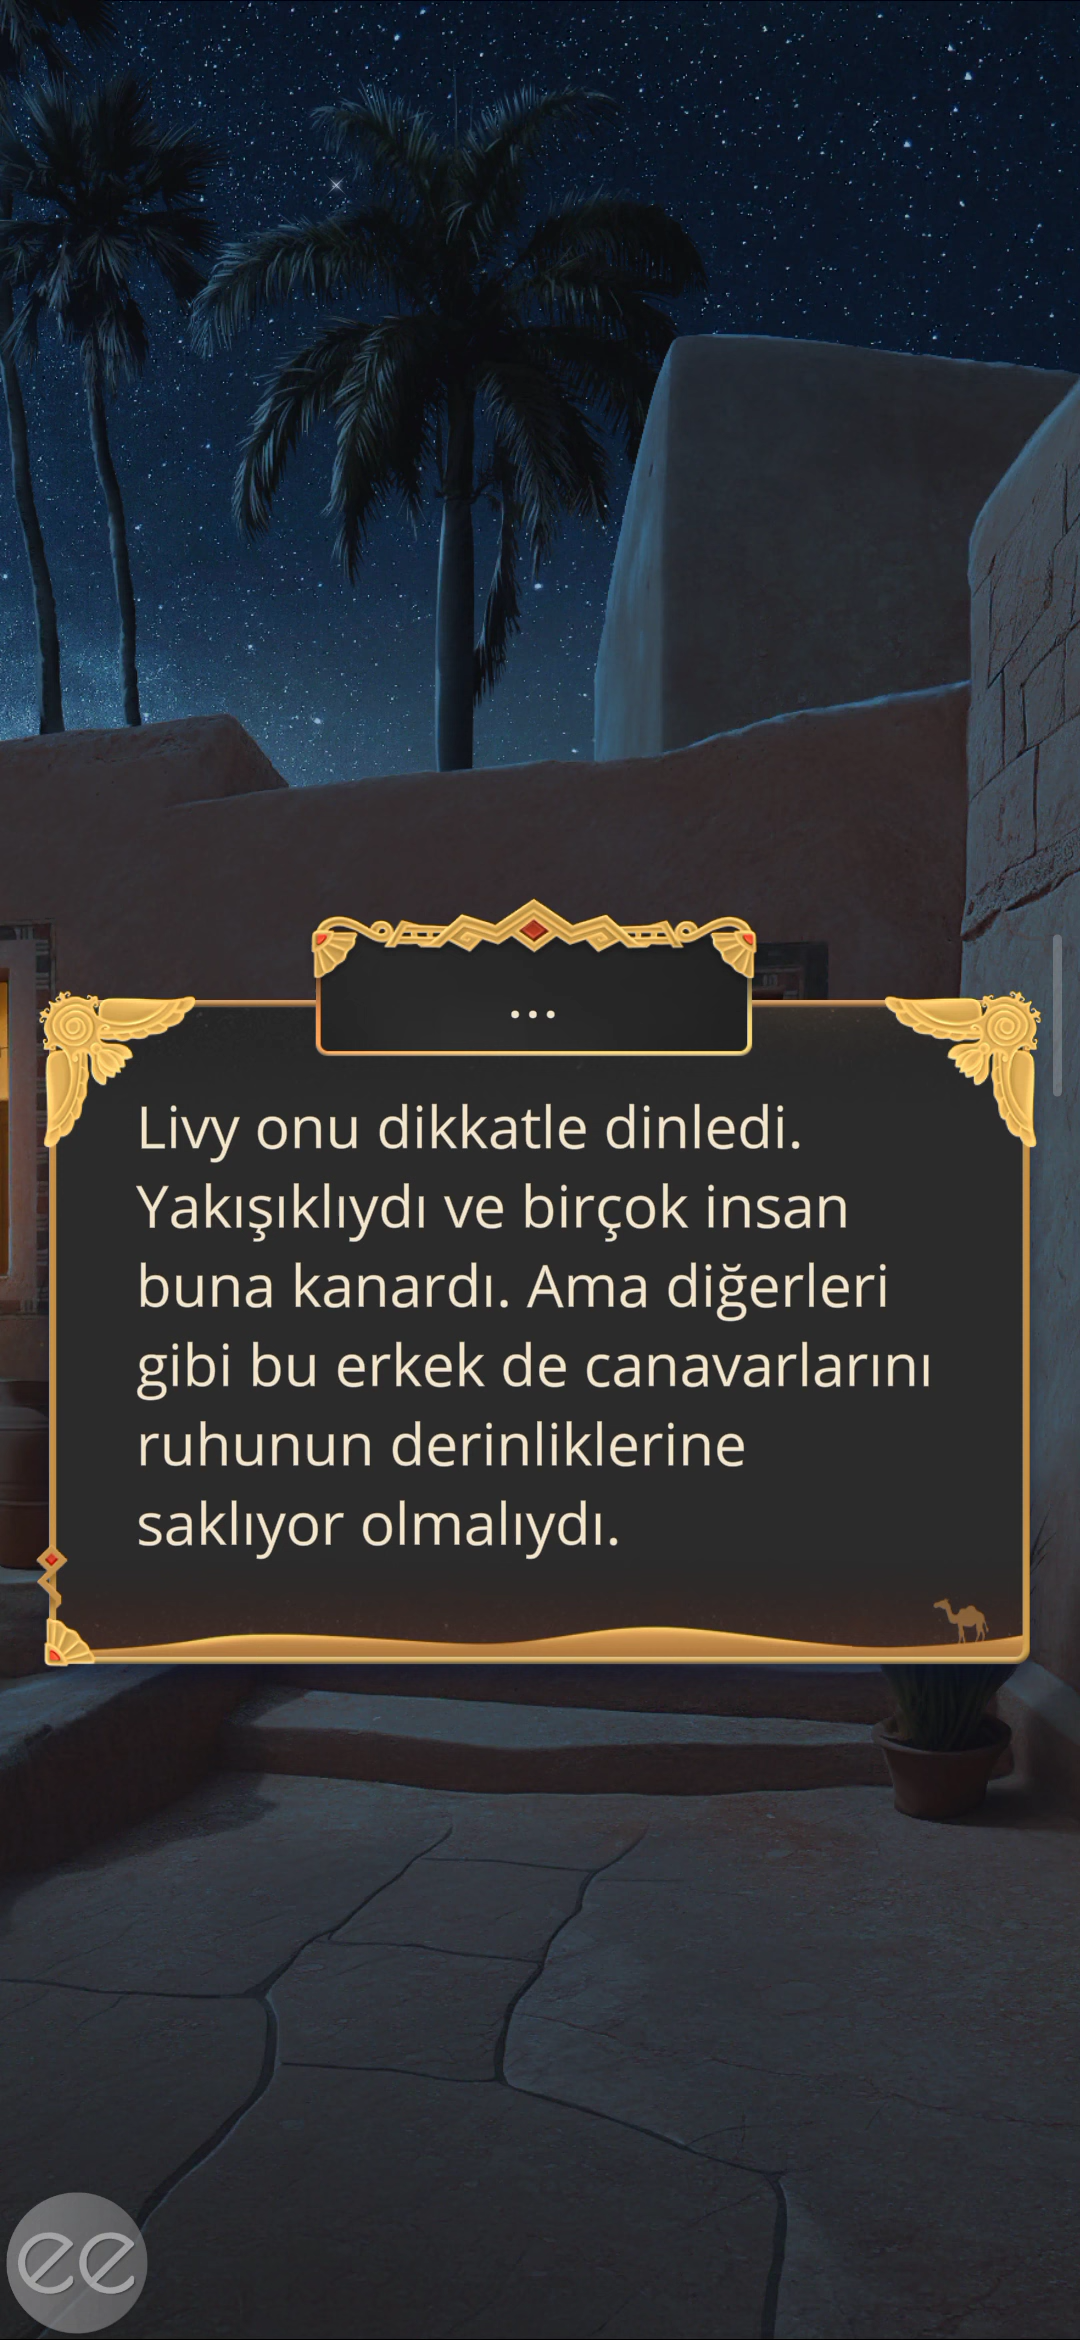 ...
Livy onu dikkatle dinledi.
Yakışıklıydı ve birçok insan
buna kanardı. Ama diğerleri
gibi bu erkek de canavarlarını
ruhunun derinliklerine
saklıyor olmalıydı.
ee